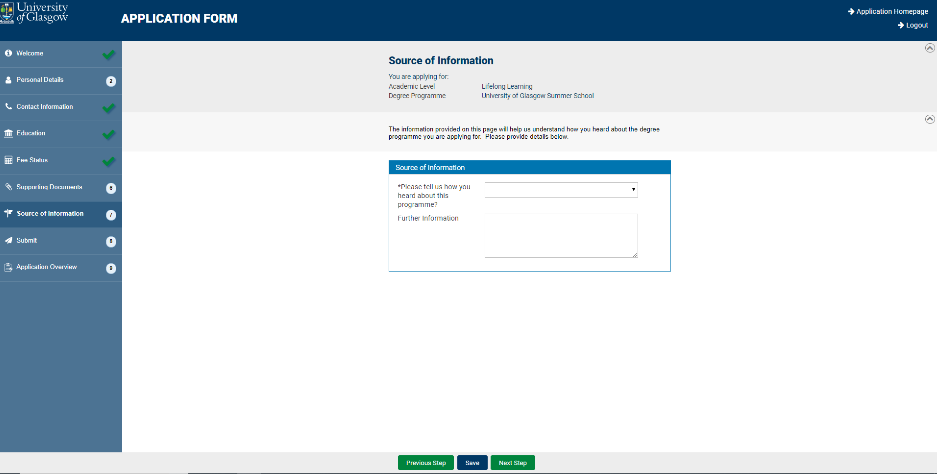 University
of Glasgow
APPLICATION FORM
Application Homepage
Logout
Welcome
Personal Details
2
Contact Information
Education
Fee Status
Supporting Documents
Source of Information
7
Submit
Application Overview
Source of Information
You are applying for:
Academic Level Lifelong Learning
Degree Programme University of Glasgow Summer School
The information provided on this page will help us understand how you heard about the degree
programme you are applying for. Please provide details below.
Source of Information
*Please tell us how you
heard about this
programme?
Further Information
Previous Step
Save
Next Step